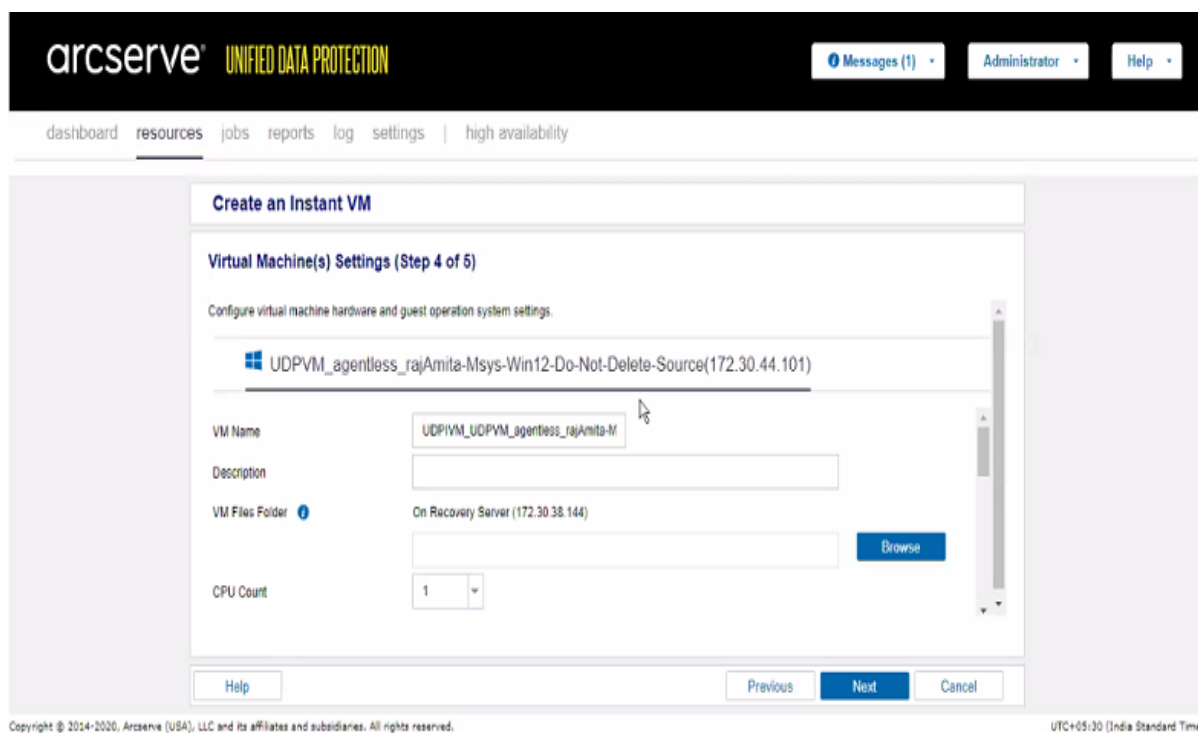 arcserve® UNIFIED DATA PROTECTION
Messages (1)
Administrator
Help
dashboard resources jobs reports log settings | high availability
Create an Instant VM
Virtual Machine(s) Settings (Step 4 of 5)
Configure virtual machine hardware and guest operation system settings.
UDPVM_agentless_rajAmita-Msys-Win12-Do-Not-Delete-Source(172.30.44.101)
VM Name UDPIVM_UDPVM_agentless_rajAmita-M
Description
VM Files Folder On Recovery Server (172.30.38.144)
Browse
CPU Count 1
Help Previous Next Cancel
Copyright © 2014-2020, Arcserve (USA), LLC and its affiliates and subsidiaries. All rights reserved. UTC+05:30 (India Standard Time